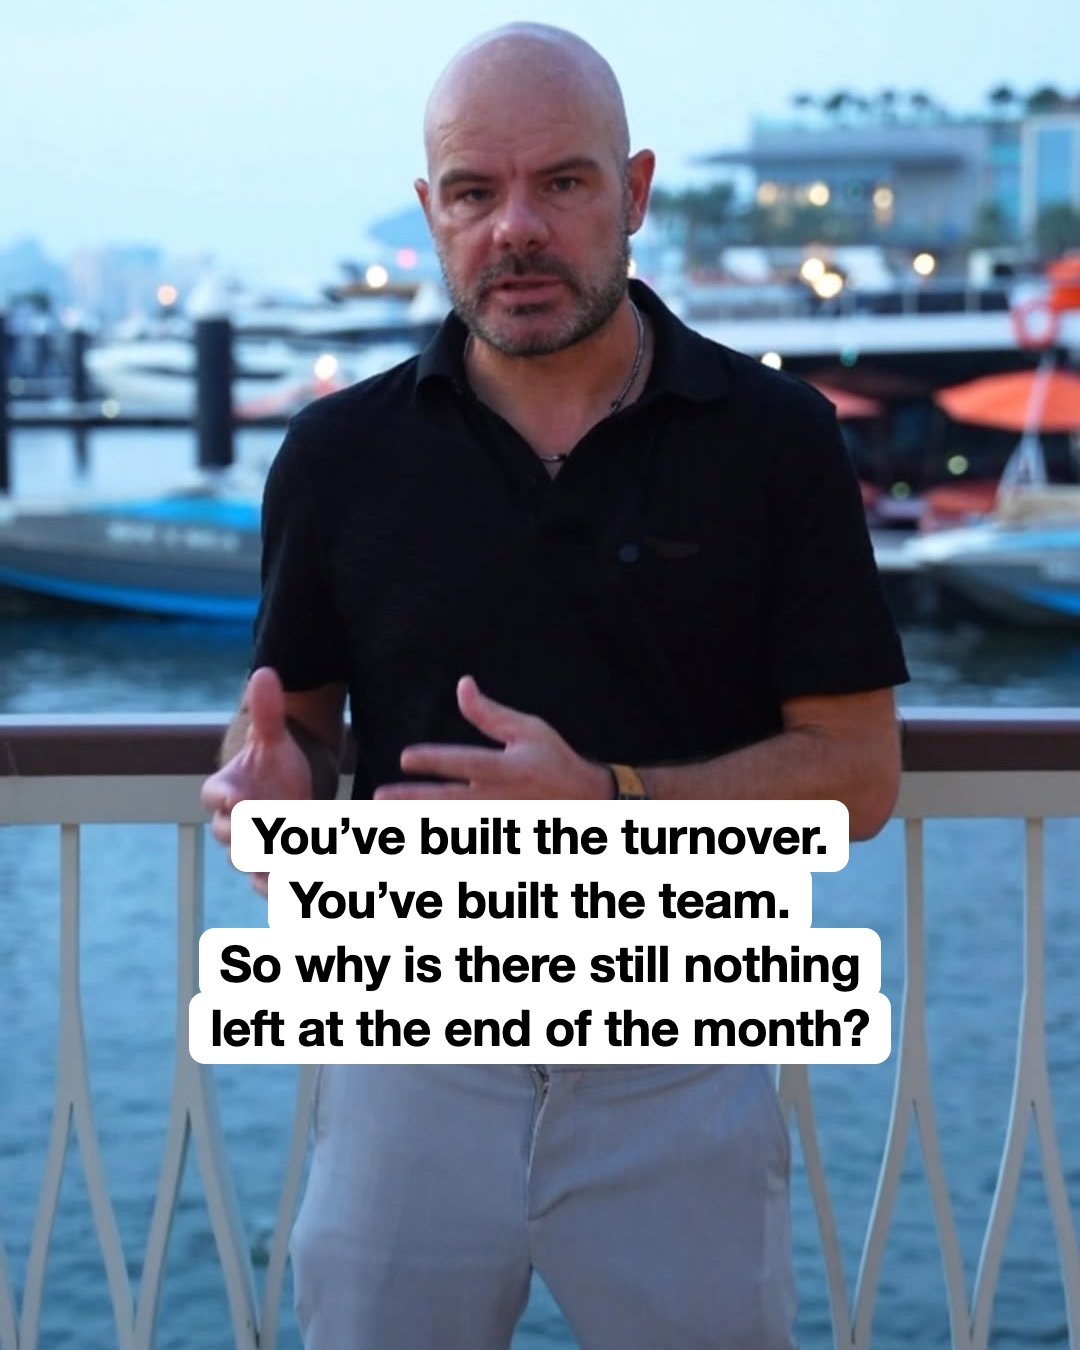 You’ve built the turnover.
You’ve built the team.
So why is there still nothing
left at the end of the month?